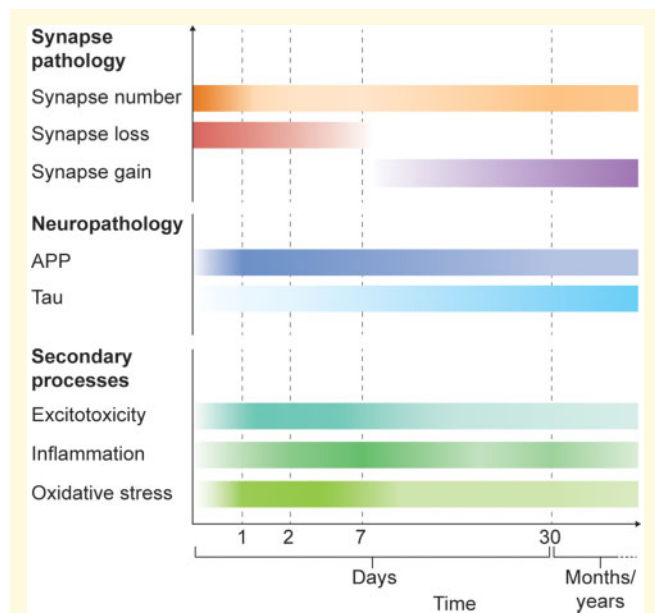 Synapse
pathology
Synapse number
Synapse loss
Synapse gain
Neuropathology
APP
Tau
Secondary
processes
Excitotoxicity
Inflammation
Oxidative stress
1 2 7 30
Days Months/
years
Time